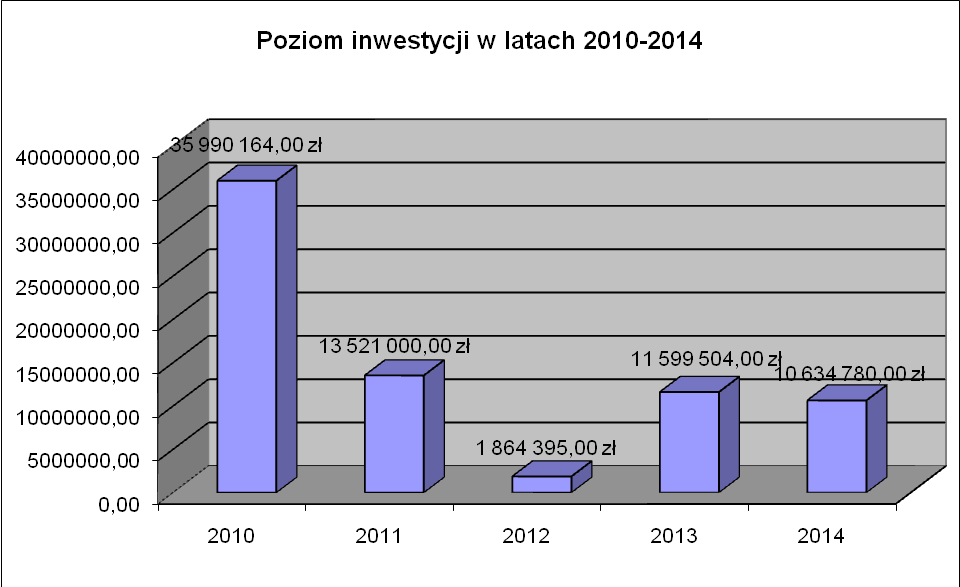 Poziom inwestycji w latach 2010-2014
35 990 164,00 zł
40000000,00
35000000,00
30000000,00
25000000,00
20000000,00
13 521 000,00 zł
11 599 504,00 zł
15000000,00
10 634 780,00 zł
10000000,00
1 864 395,00 zł
5000000,00
0,00
2010 2011 2012 2013 2014